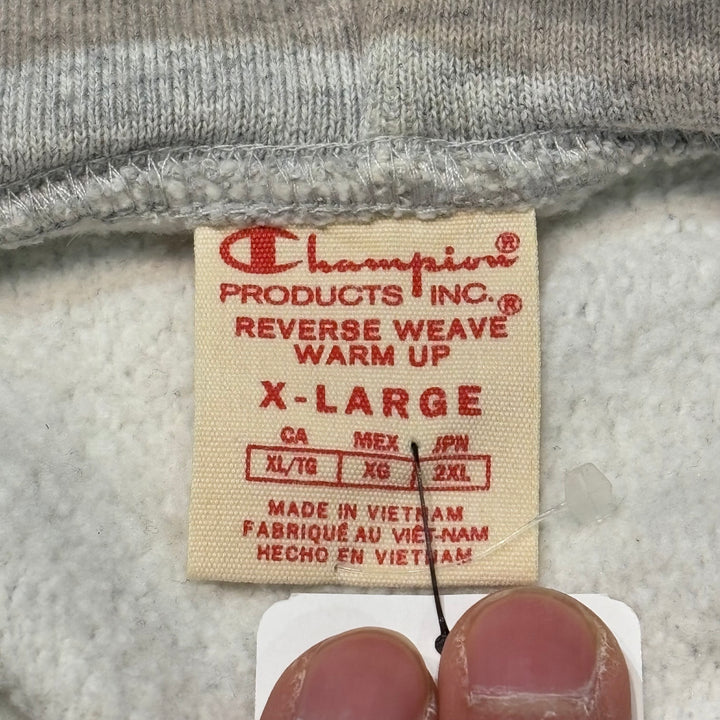 Champion®
PRODUCTS INC.®
REVERSE WEAVE
WARM UP
X-LARGE
CA MEX JPN
XL/TG XG 2XL
MADE IN VIETNAM
FABRIQUÉ AU VIÊT-NAM
HECHO EN VIETNAM